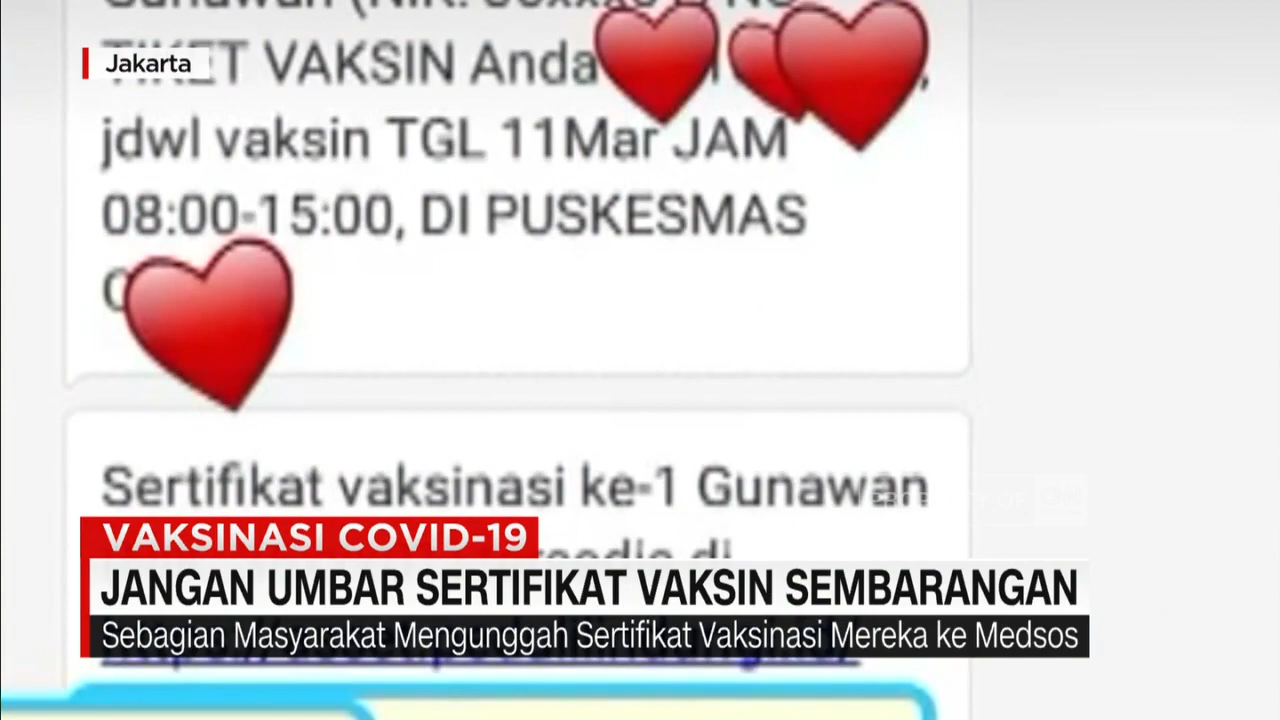 Jakarta
TIKET VAKSIN Anda
jdwl vaksin TGL 11Mar JAM
08:00-15:00, DI PUSKESMAS
Sertifikat vaksinasi ke-1 Gunawan
VAKSINASI COVID-19
JANGAN UMBAR SERTIFIKAT VAKSIN SEMBARANGAN
Sebagian Masyarakat Mengunggah Sertifikat Vaksinasi Mereka ke Medsos